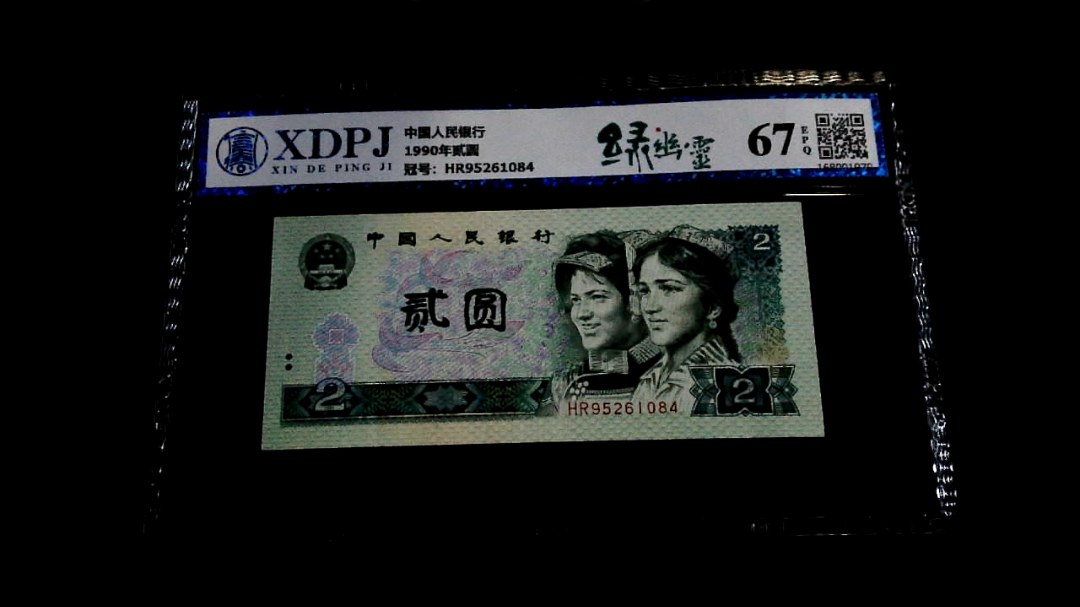 XDPJ
XIN DE PING JI
中国人民银行
1990年贰圆
冠号：HR95261084
绿幽灵
67
EPQ
中国人民银行
贰圆
2
2
2
HR95261084